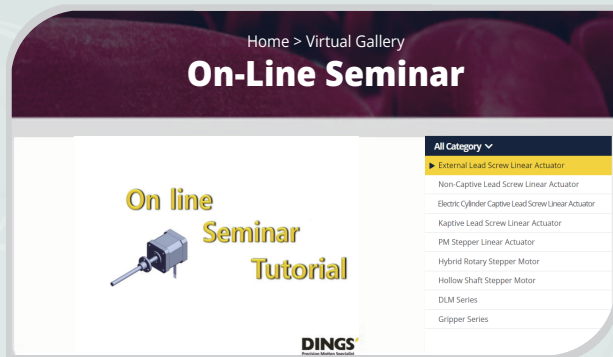 Home > Virtual Gallery
On-Line Seminar
On line
Seminar
Tutorial
DINGS'
Precision Motion Specialist
All Category
External Lead Screw Linear Actuator
Non-Captive Lead Screw Linear Actuator
Electric Cylinder Captive Lead Screw Linear Actuator
Kaptive Lead Screw Linear Actuator
PM Stepper Linear Actuator
Hybrid Rotary Stepper Motor
Hollow Shaft Stepper Motor
DLM Series
Gripper Series